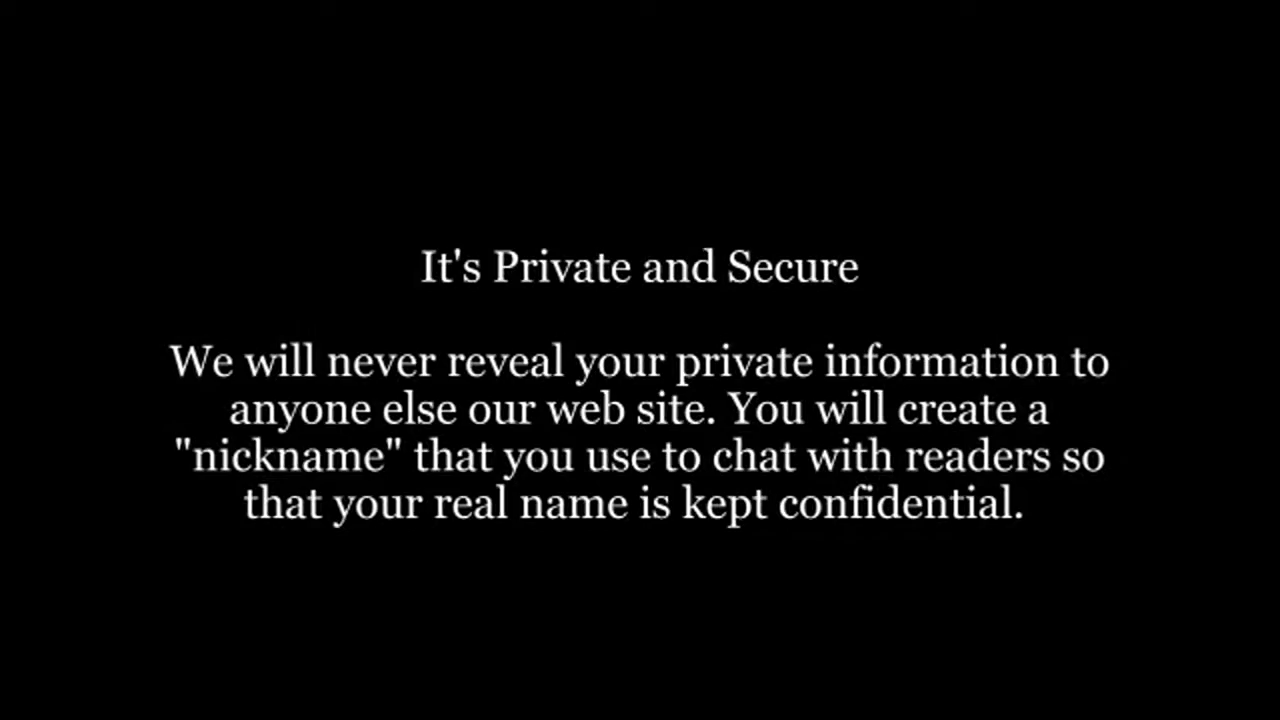 It's Private and Secure
We will never reveal your private information to
anyone else our web site. You will create a
"nickname" that you use to chat with readers so
that your real name is kept confidential.